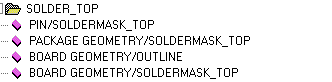 SOLDER_TOP
PIN/SOLDERMASK_TOP
PACKAGE GEOMETRY/SOLDERMASK_TOP
BOARD GEOMETRY/OUTLINE
BOARD GEOMETRY/SOLDERMASK_TOP